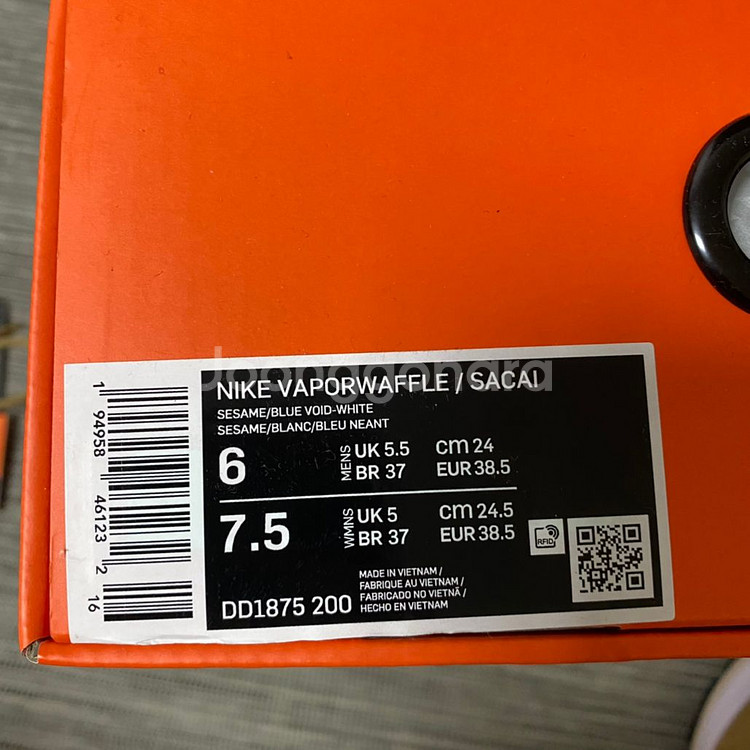 Joonggonara
NIKE VAPORWAFFLE / SACAI
SESAME/BLUE VOID-WHITE
SESAME/BLANC/BLEU NEANT
6
MENS
UK 5.5
cm 24
BR 37
EUR 38.5
7.5
WMNS
UK 5
cm 24.5
BR 37
EUR 38.5
RFID
DD1875 200
MADE IN VIETNAM /
FABRIQUE AU VIETNAM /
FABRICADO NO VIETNÃ /
HECHO EN VIETNAM
1 94958 46123 2 16